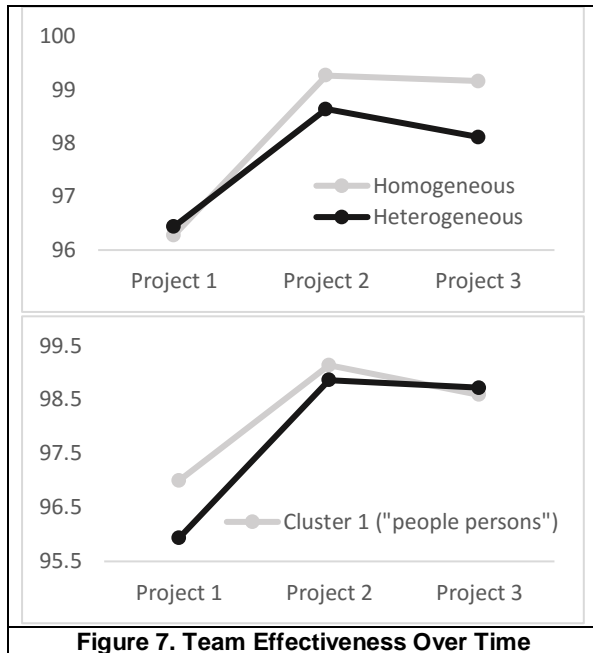 100
99
98
97
96
Homogeneous
Heterogeneous
Project 1 Project 2 Project 3
99.5
98.5
97.5
96.5
95.5
Cluster 1 ("people persons")
Project 1 Project 2 Project 3
Figure 7. Team Effectiveness Over Time